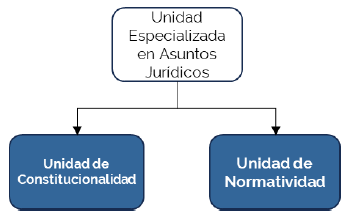 Unidad
Especializada
en Asuntos
Jurídicos
Unidad de
Constitucionalidad
Unidad de
Normatividad